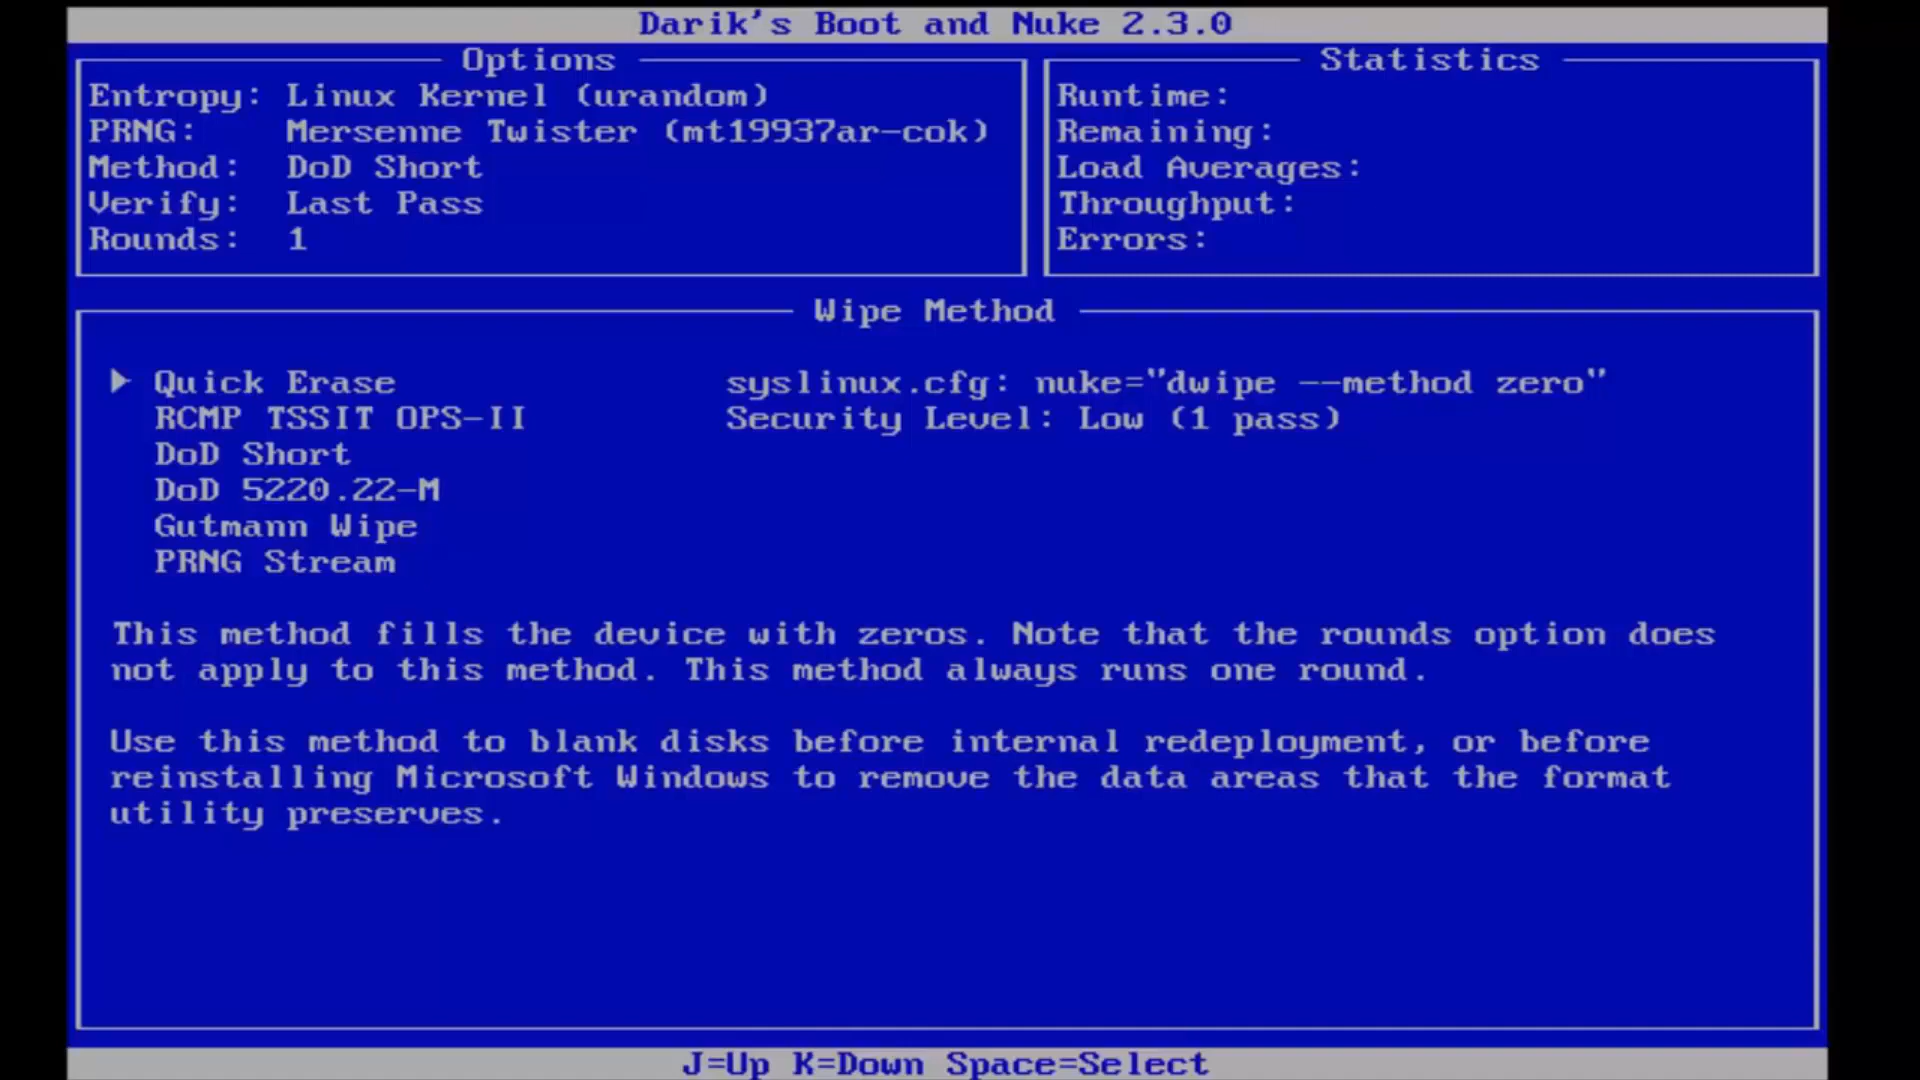 Darik's Boot and Nuke 2.3.0
Options
Entropy: Linux Kernel (urandom)
PRNG: Mersenne Twister (mt19937ar-cok)
Method: DoD Short
Verify: Last Pass
Rounds: 1
Statistics
Runtime:
Remaining:
Load Averages:
Throughput:
Errors:
Wipe Method
Quick Erase
RCMP TSSIT OPS-II
DoD Short
DoD 5220.22-M
Gutmann Wipe
PRNG Stream
syslinux.cfg: nuke="dwipe --method zero"
Security Level: Low (1 pass)
This method fills the device with zeros. Note that the rounds option does
not apply to this method. This method always runs one round.
Use this method to blank disks before internal redeployment, or before
reinstalling Microsoft Windows to remove the data areas that the format
utility preserves.
J=Up K=Down Space=Select